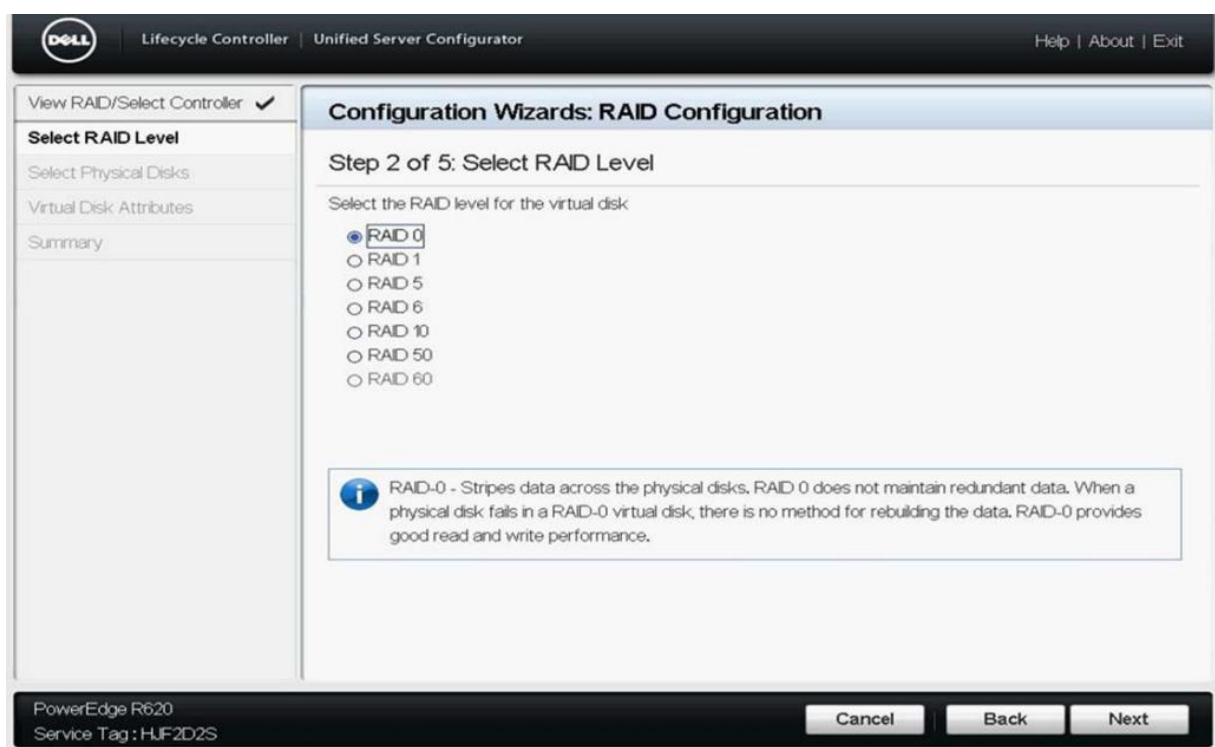 DELL
Lifecycle Controller | Unified Server Configurator
Help | About | Exit
View RAID/Select Controller
Select RAID Level
Select Physical Disks
Virtual Disk Attributes
Summary
Configuration Wizards: RAID Configuration
Step 2 of 5: Select RAID Level
Select the RAID level for the virtual disk
RAID 0
RAID 1
RAID 5
RAID 6
RAID 10
RAID 50
RAID 60
RAID-0 - Stripes data across the physical disks. RAID 0 does not maintain redundant data. When a
physical disk fails in a RAID-0 virtual disk, there is no method for rebuilding the data. RAID-0 provides
good read and write performance.
PowerEdge R620
Service Tag : HJF2D2S
Cancel
Back
Next